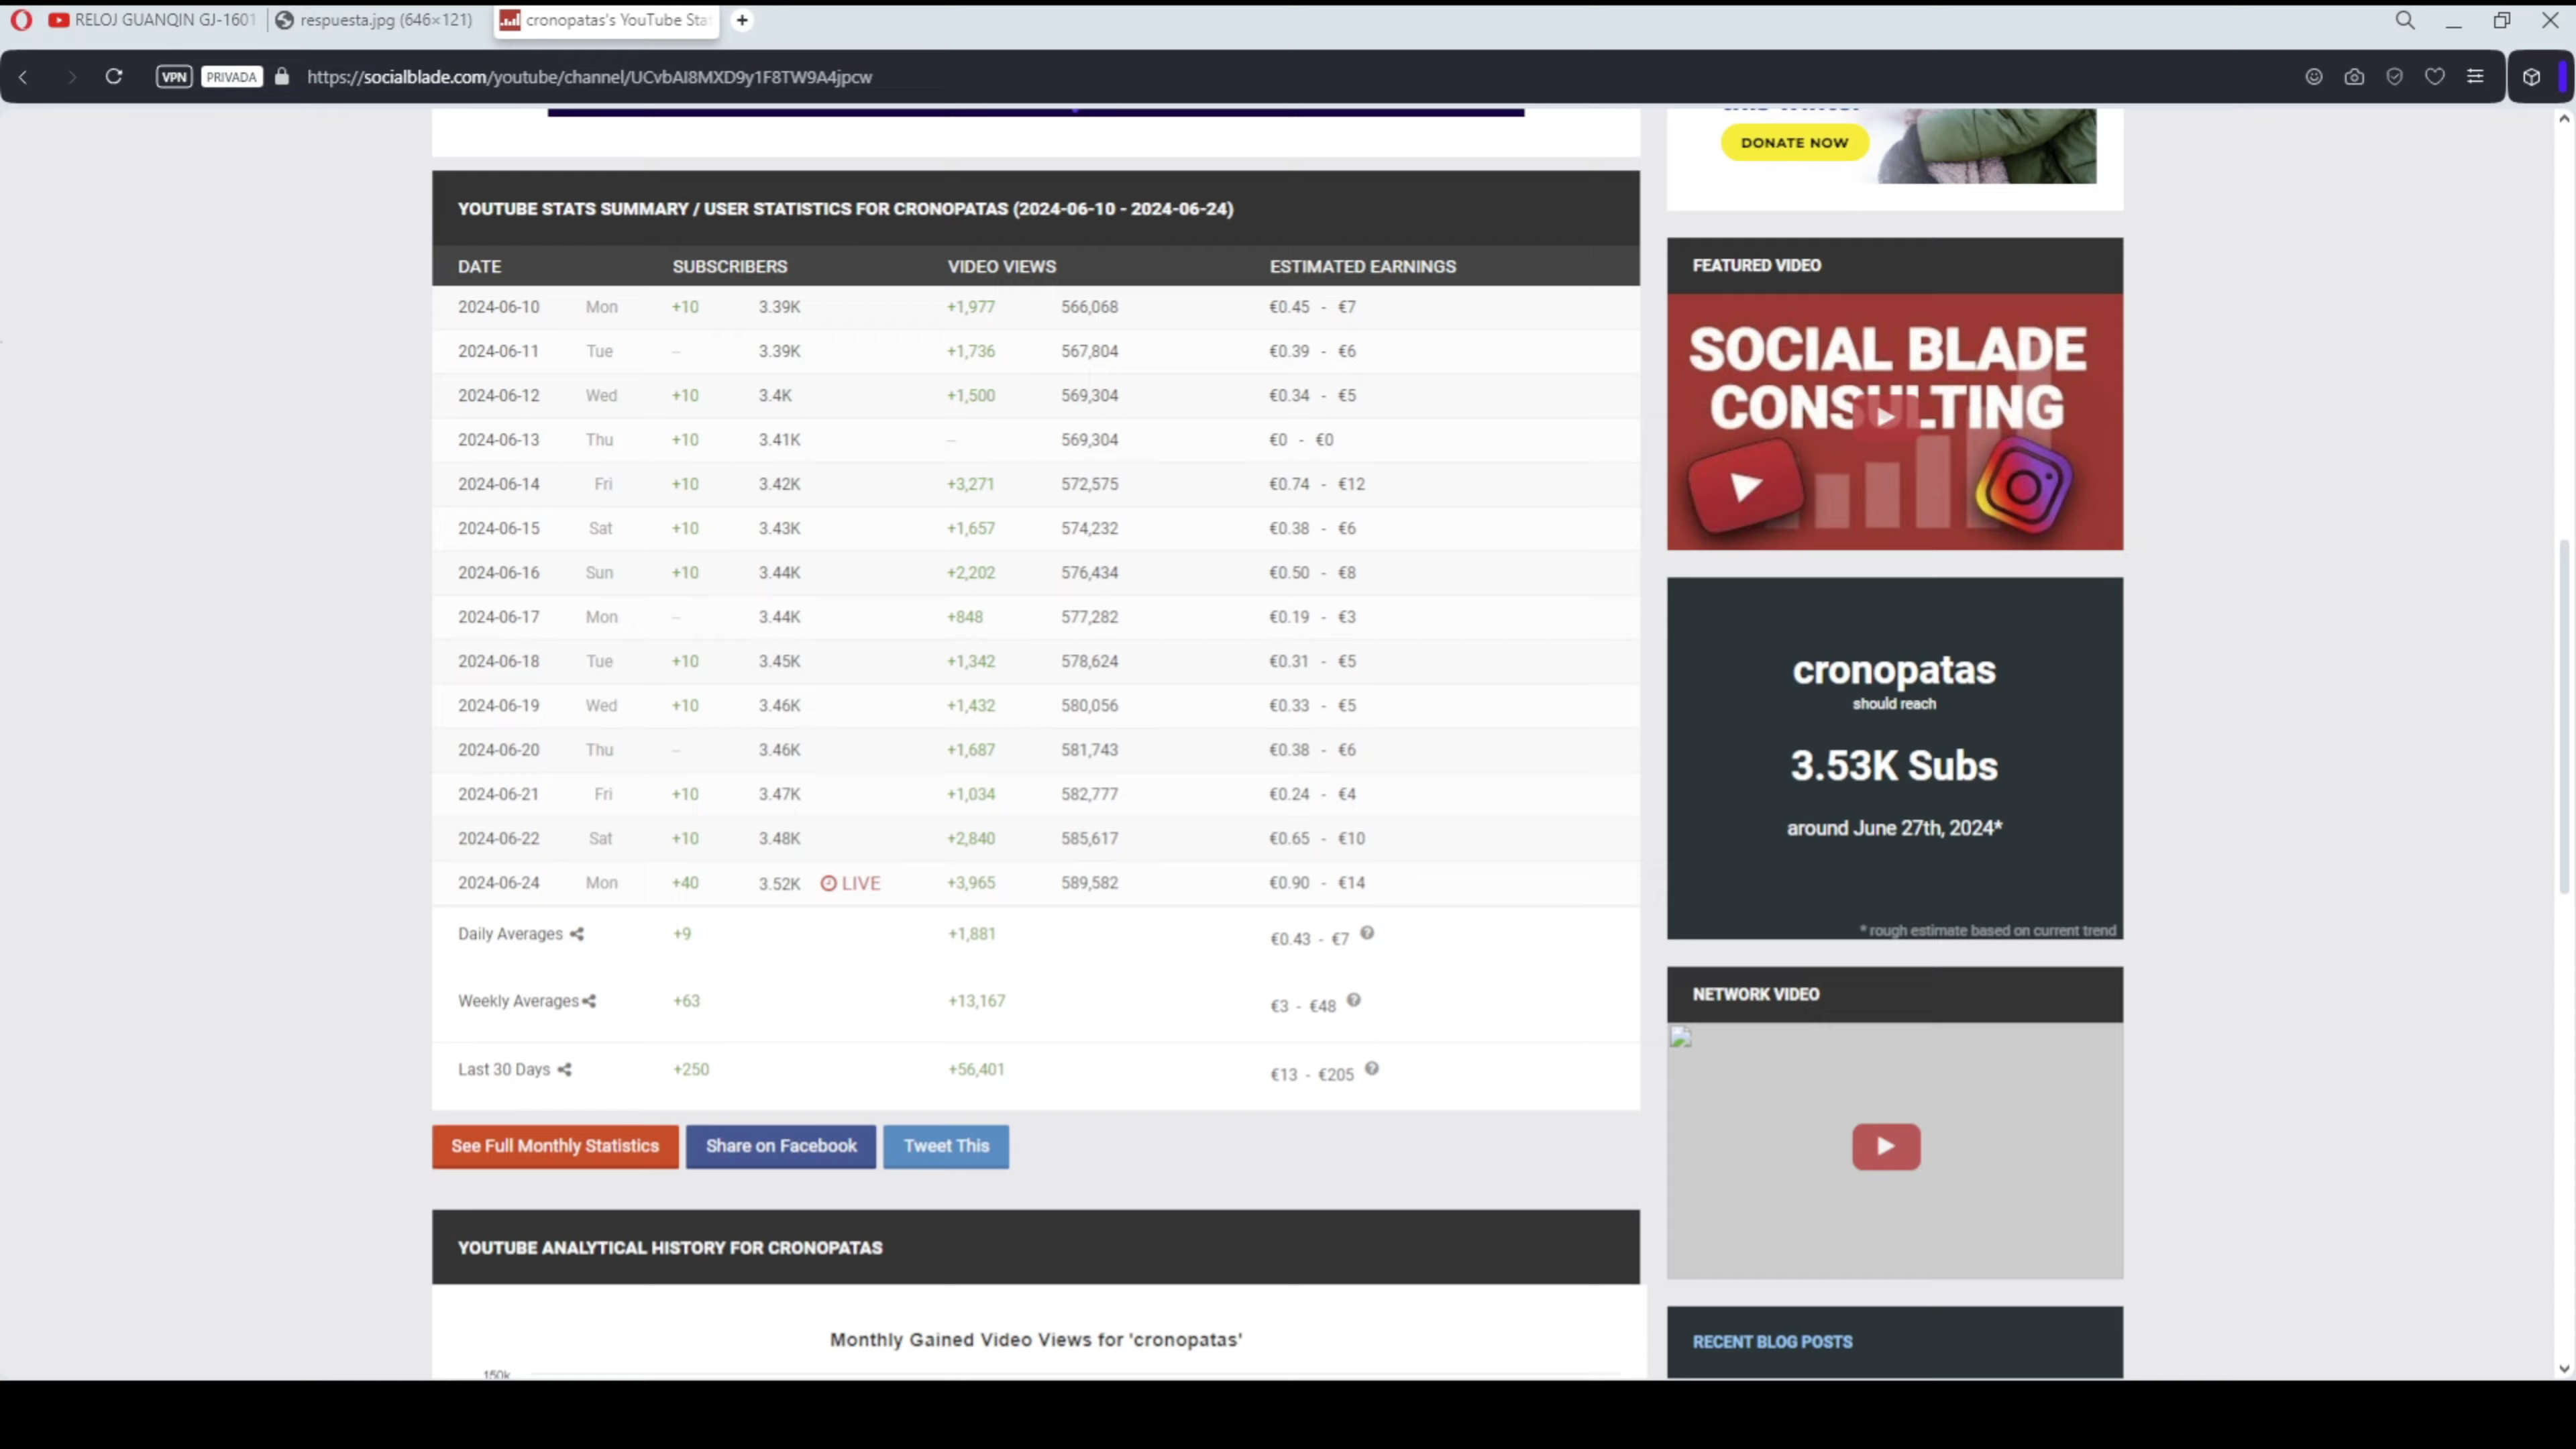 RELOJ GUANQIN GJ-1601
respuesta.jpg (646×121)
cronopatas's YouTube Sta
VPN PRIVADA https://socialblade.com/youtube/channel/UCvbAI8MXD9y1F8TW9A4jpcw
DONATE NOW
YOUTUBE STATS SUMMARY / USER STATISTICS FOR CRONOPATAS (2024-06-10 - 2024-06-24)
DATE SUBSCRIBERS VIDEO VIEWS ESTIMATED EARNINGS
2024-06-10 Mon +10 3.39K +1,977 566,068 €0.45 - €7
2024-06-11 Tue – 3.39K +1,736 567,804 €0.39 - €6
2024-06-12 Wed +10 3.4K +1,500 569,304 €0.34 - €5
2024-06-13 Thu +10 3.41K – 569,304 €0 - €0
2024-06-14 Fri +10 3.42K +3,271 572,575 €0.74 - €12
2024-06-15 Sat +10 3.43K +1,657 574,232 €0.38 - €6
2024-06-16 Sun +10 3.44K +2,202 576,434 €0.50 - €8
2024-06-17 Mon – 3.44K +848 577,282 €0.19 - €3
2024-06-18 Tue +10 3.45K +1,342 578,624 €0.31 - €5
2024-06-19 Wed +10 3.46K +1,432 580,056 €0.33 - €5
2024-06-20 Thu – 3.46K +1,687 581,743 €0.38 - €6
2024-06-21 Fri +10 3.47K +1,034 582,777 €0.24 - €4
2024-06-22 Sat +10 3.48K +2,840 585,617 €0.65 - €10
2024-06-24 Mon +40 3.52K LIVE +3,965 589,582 €0.90 - €14
Daily Averages +9 +1,881 €0.43 - €7
Weekly Averages +63 +13,167 €3 - €48
Last 30 Days +250 +56,401 €13 - €205
See Full Monthly Statistics
Share on Facebook
Tweet This
YOUTUBE ANALYTICAL HISTORY FOR CRONOPATAS
Monthly Gained Video Views for 'cronopatas'
150k
FEATURED VIDEO
SOCIAL BLADE
CONSULTING
cronopatas
should reach
3.53K Subs
around June 27th, 2024*
* rough estimate based on current trend
NETWORK VIDEO
RECENT BLOG POSTS